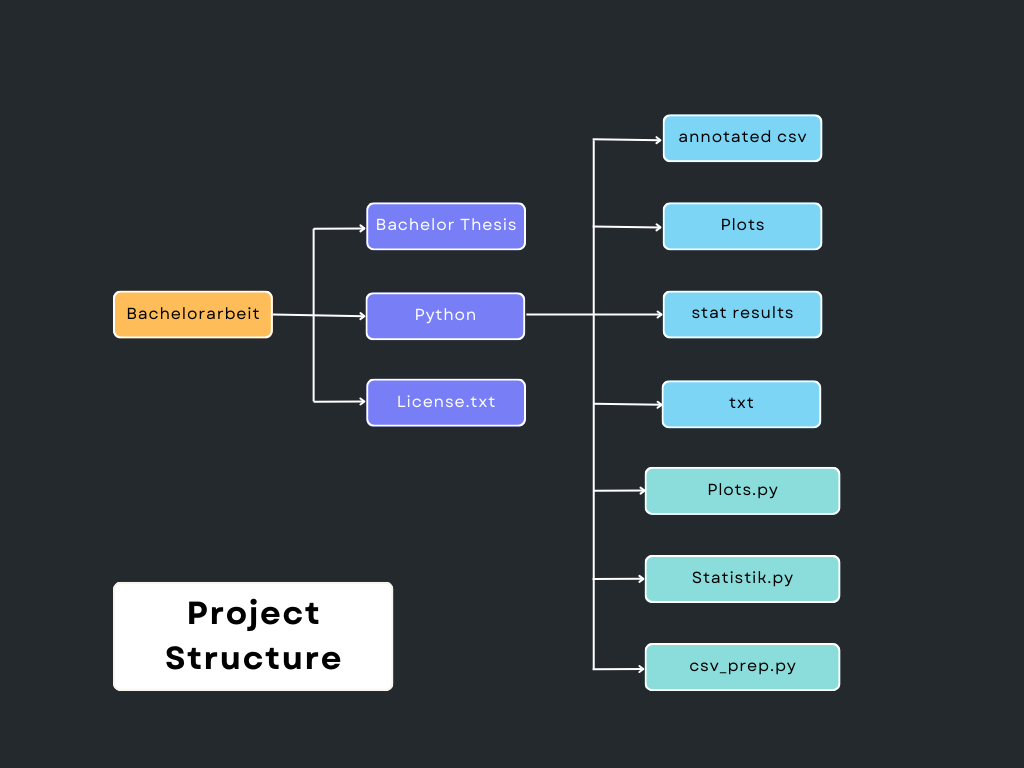 Bachelorarbeit
Bachelor Thesis
Python
License.txt
annotated csv
Plots
stat results
txt
Plots.py
Statistik.py
csv_prep.py
Project
Structure